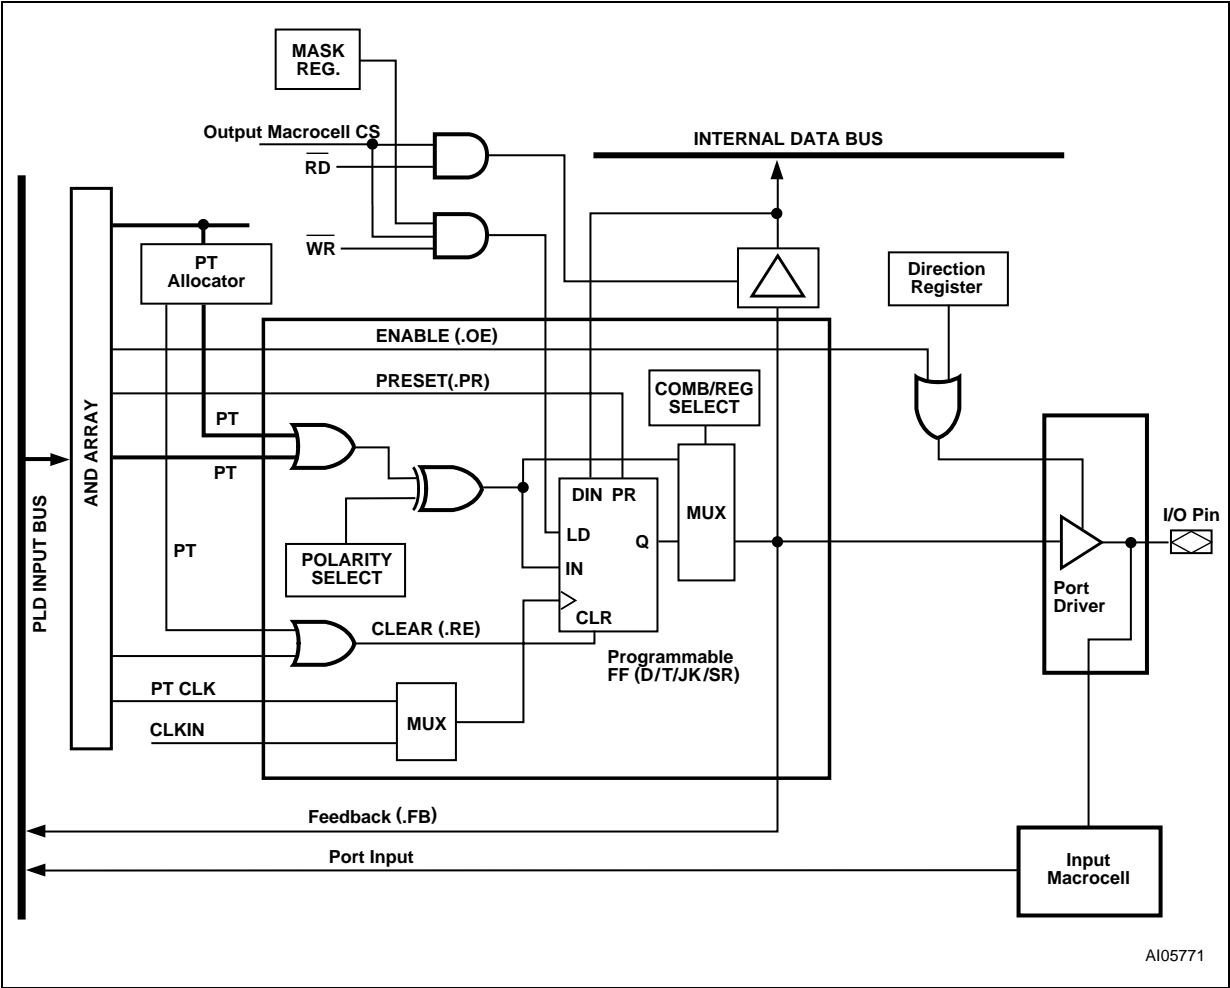 MASK
REG.
Output Macrocell CS
RD
WR
INTERNAL DATA BUS
PT
Allocator
Direction
Register
ENABLE (.OE)
PRESET(.PR)
COMB/REG
SELECT
PT
PT
AND ARRAY
PLD INPUT BUS
DIN PR
MUX
LD
Q
IN
CLR
I/O Pin
PT
POLARITY
SELECT
Port
Driver
CLEAR (.RE)
Programmable
FF (D/T/JK/SR)
PT CLK
MUX
CLKIN
Feedback (.FB)
Port Input
Input
Macrocell
AI05771